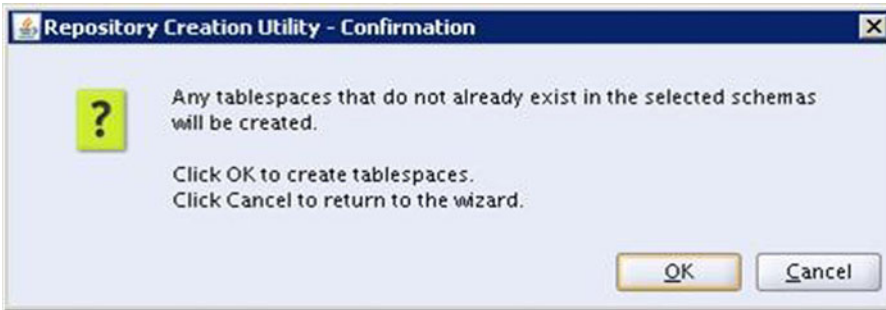 Repository Creation Utility - Confirmation
Any tablespaces that do not already exist in the selected schemas
will be created.
Click OK to create tablespaces.
Click Cancel to return to the wizard.
OK
Cancel